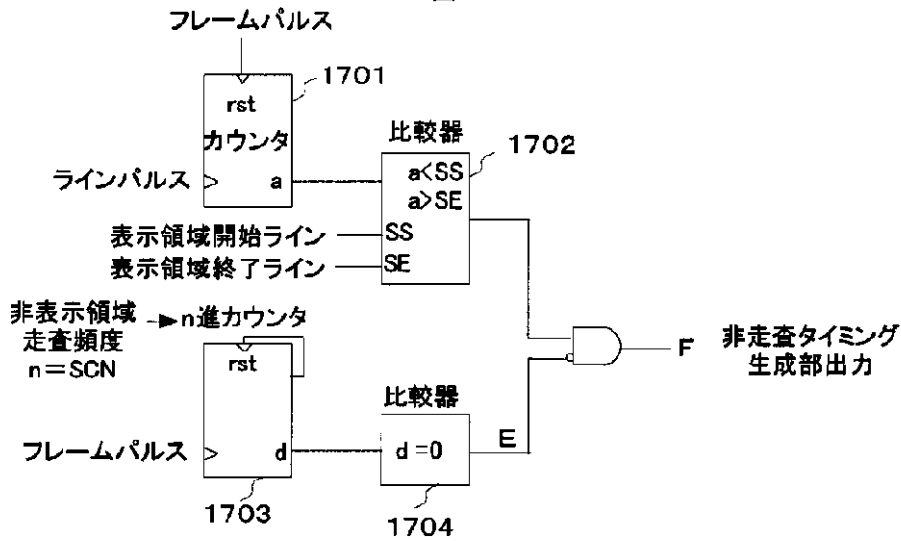 フレームパルス
1701
rst
カウンタ
ラインパルス
a
比較器
1702
a<SS
a>SE
表示領域開始ライン
SS
表示領域終了ライン
SE
非表示領域
走査頻度
n=SCN
n進カウンタ
rst
フレームパルス
d
1703
比較器
d=0
1704
E
F
非走査タイミング
生成部出力